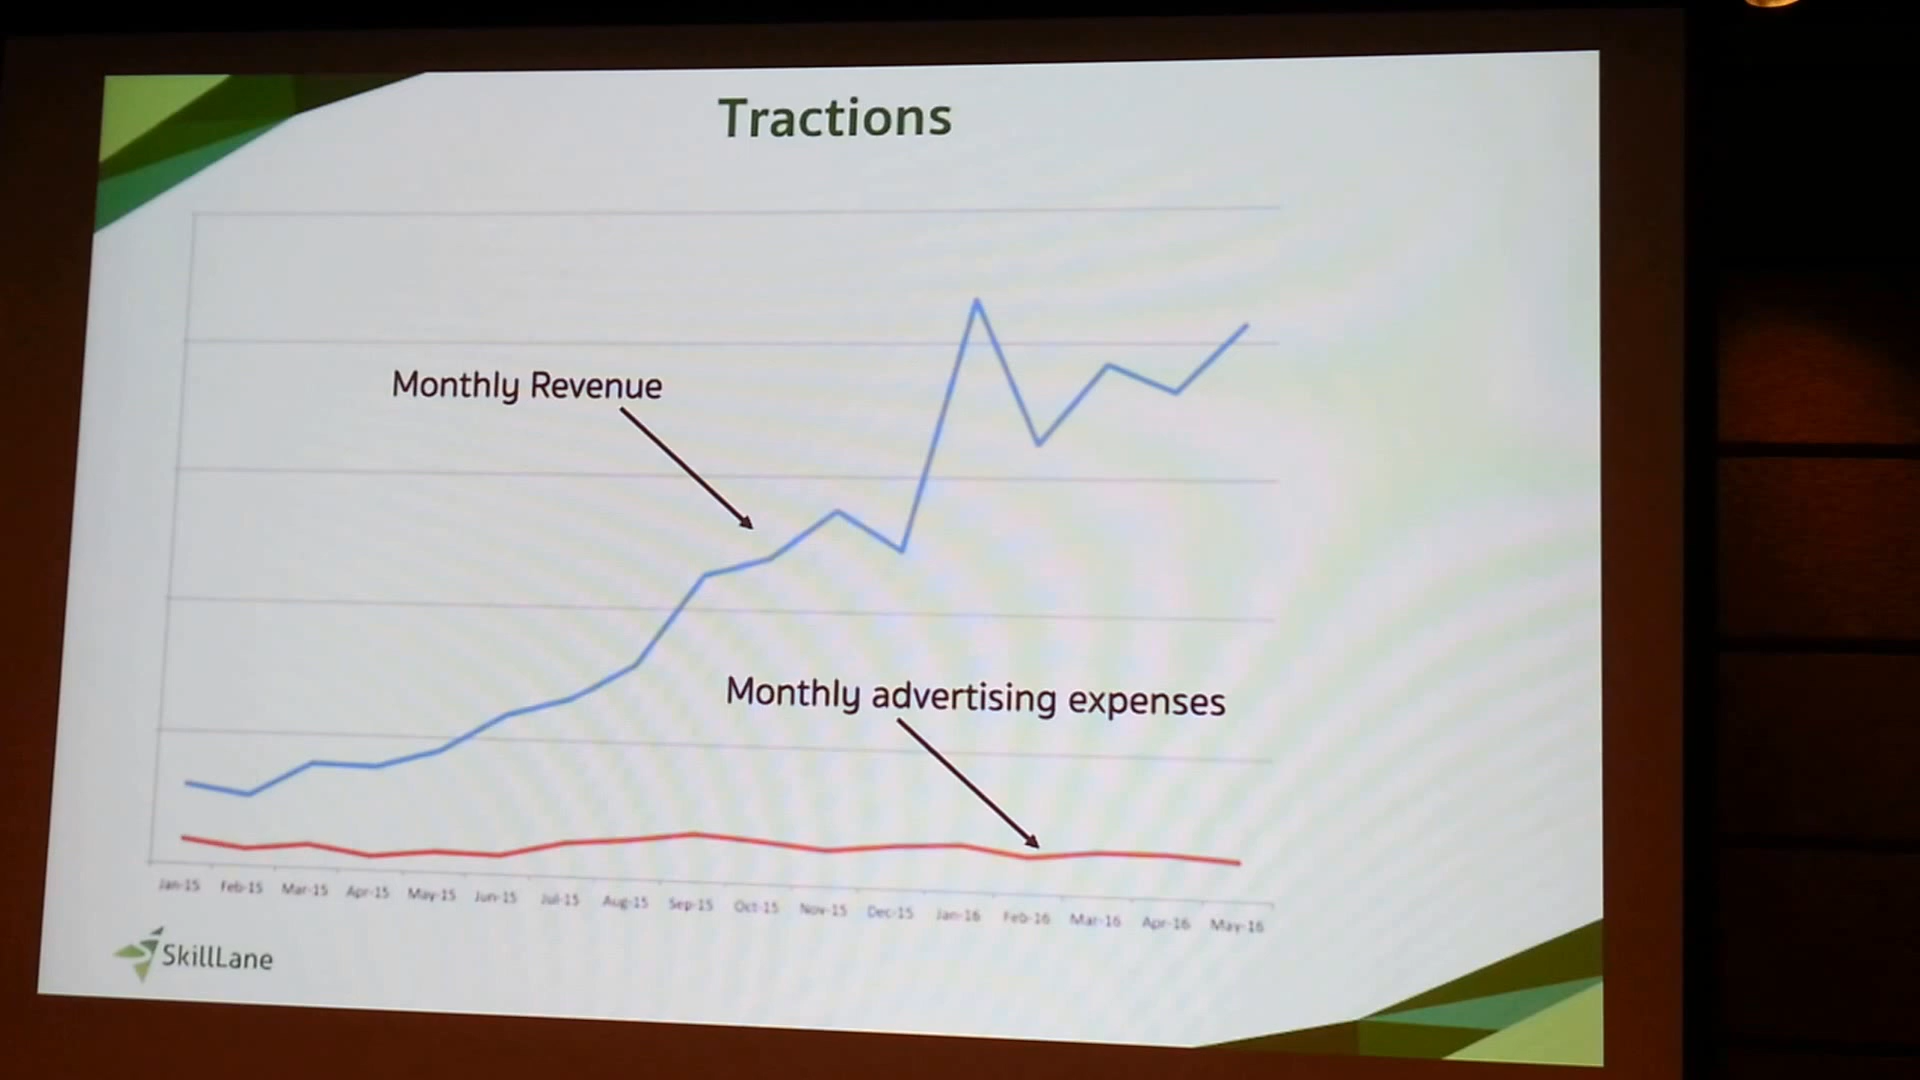 Tractions
Monthly Revenue
Monthly advertising expenses
Jan-15 Feb-15 Mar-15 Apr-15 May-15 Jun-15 Jul-15 Aug-15 Sep-15 Oct-15 Nov-15 Dec-15 Jan-16 Feb-16 Mar-16 Apr-16 May-16
SkillLane